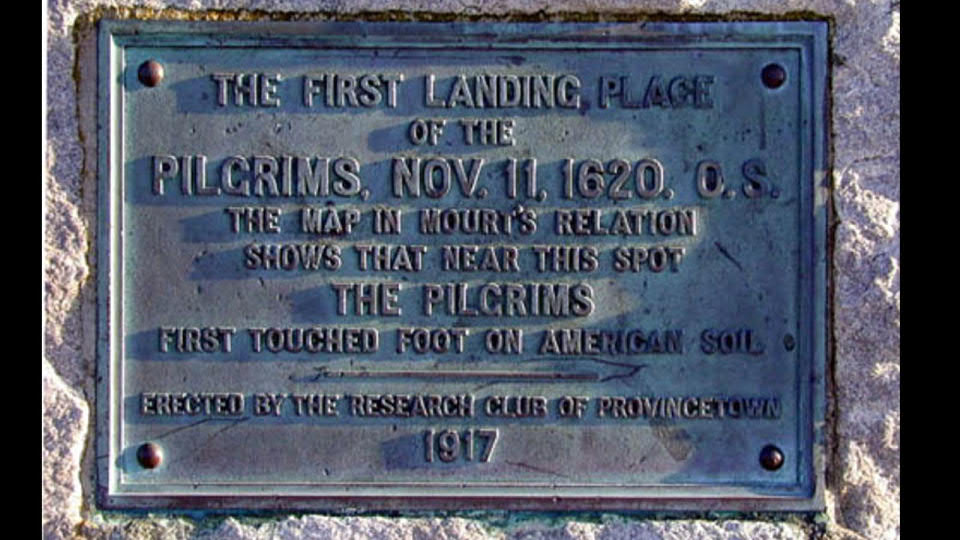 THE FIRST LANDING PLACE
OF THE
PILGRIMS, NOV. 11, 1620. O. S.
THE MAP IN MOURT'S RELATION
SHOWS THAT NEAR THIS SPOT
THE PILGRIMS
FIRST TOUCHED FOOT ON AMERICAN SOIL
ERECTED BY THE RESEARCH CLUB OF PROVINCETOWN
1917